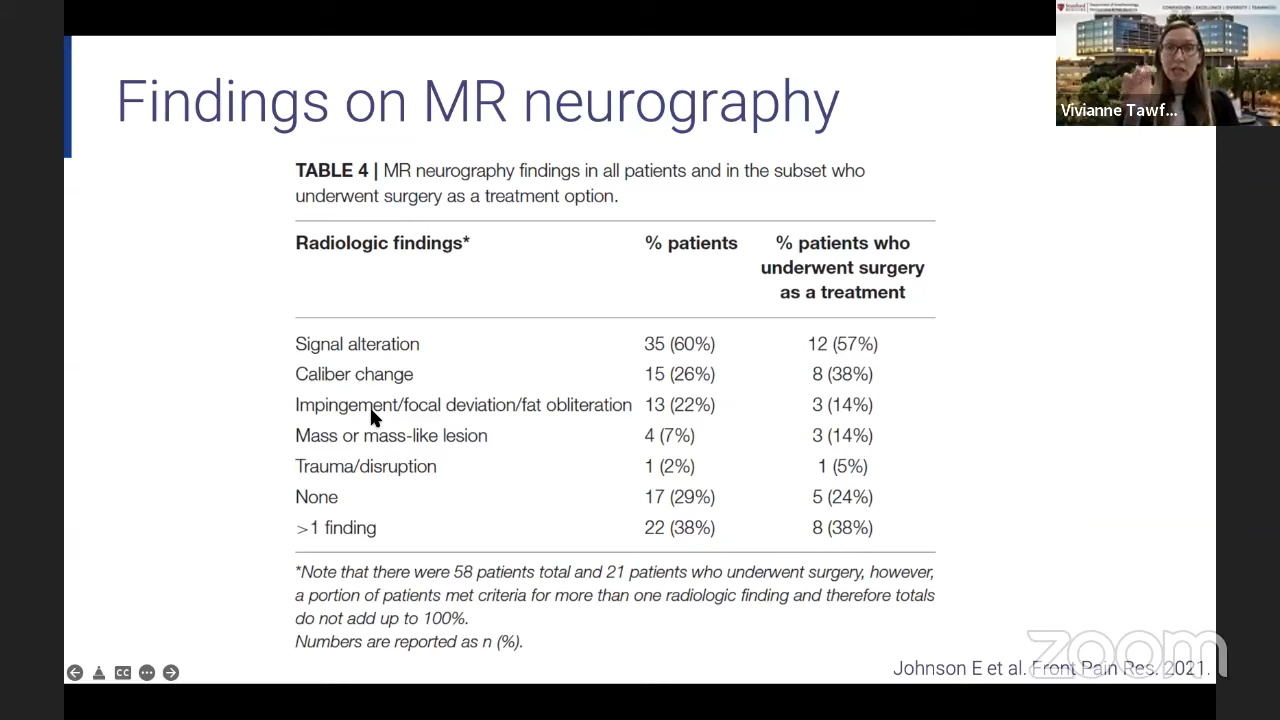 Stanford
COMPASSION | EXCELLENCE | DIVERSITY |
Vivianne Tawf...
Findings on MR neurography
TABLE 4 | MR neurography findings in all patients and in the subset who
underwent surgery as a treatment option.
Radiologic findings* % patients % patients who
underwent surgery
as a treatment
Signal alteration 35 (60%) 12 (57%)
Caliber change 15 (26%) 8 (38%)
Impingement/focal deviation/fat obliteration 13 (22%) 3 (14%)
Mass or mass-like lesion 4 (7%) 3 (14%)
Trauma/disruption 1 (2%) 1 (5%)
None 17 (29%) 5 (24%)
>1 finding 22 (38%) 8 (38%)
*Note that there were 58 patients total and 21 patients who underwent surgery, however,
a portion of patients met criteria for more than one radiologic finding and therefore totals
do not add up to 100%.
Numbers are reported as n (%).
CC
zoom
Johnson E et al. Front Pain Res. 2021.